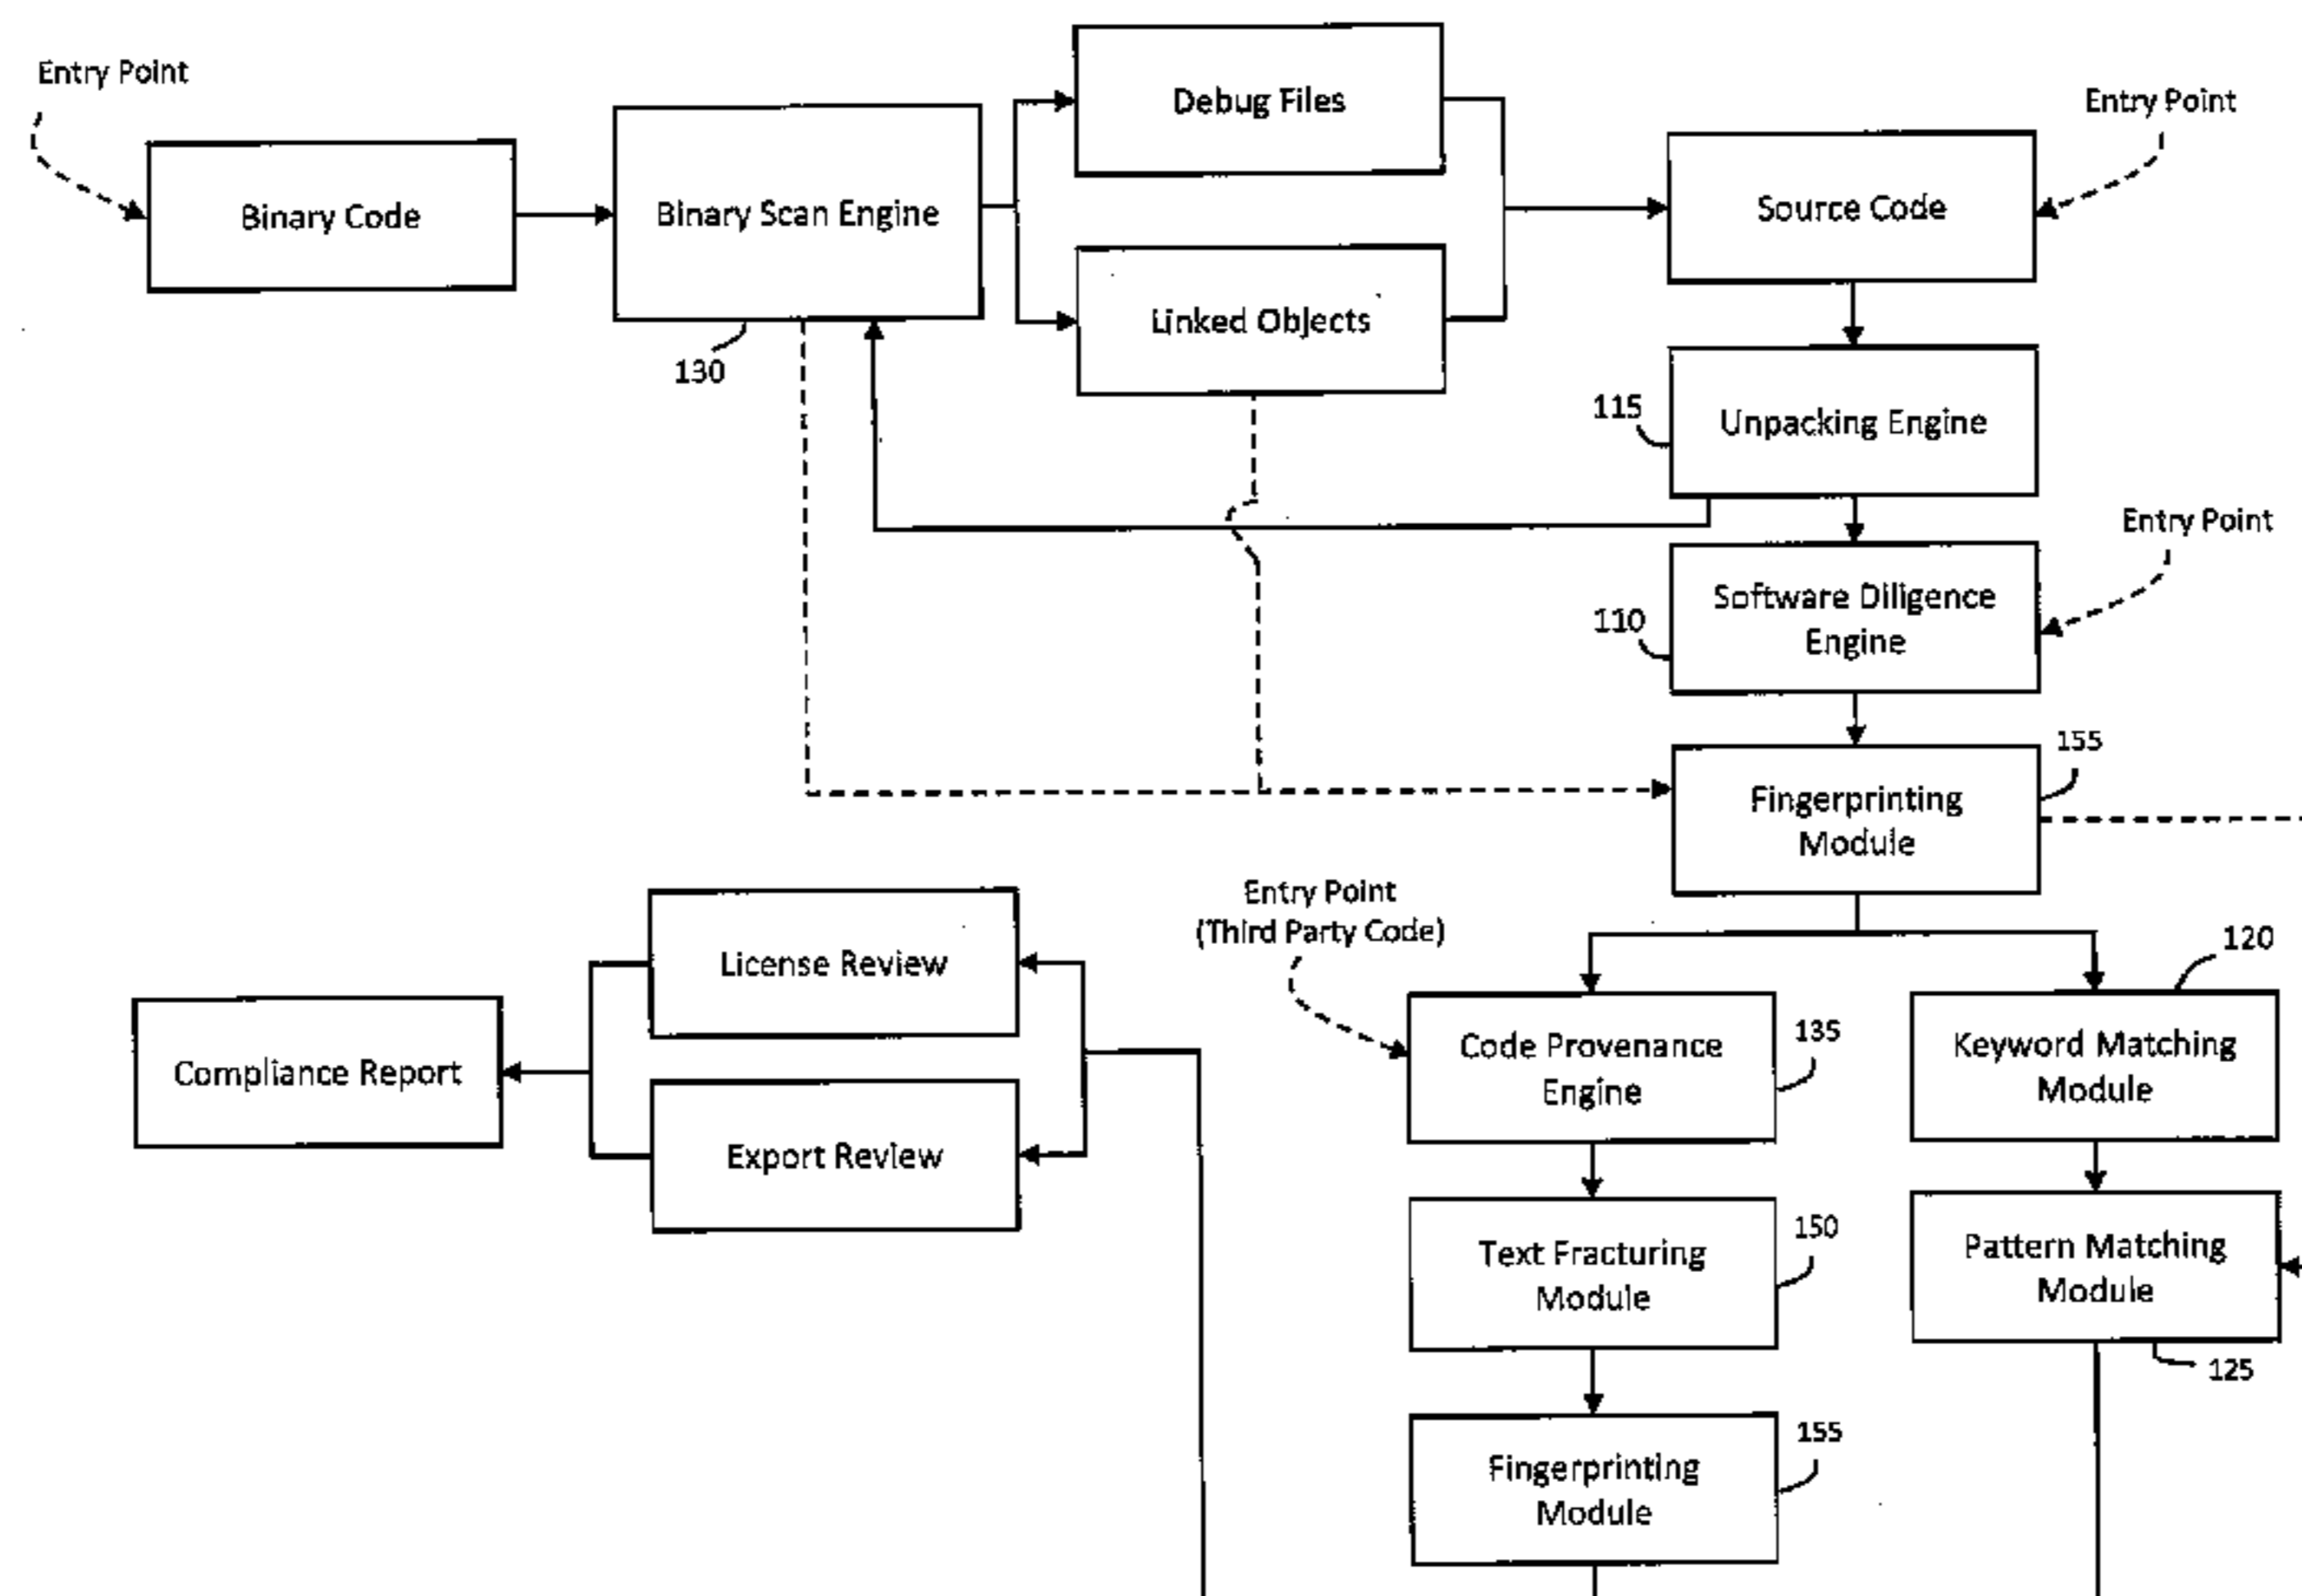 Entry Point
Binary Code
Binary Scan Engine
130
Debug Files
Linked Objects
Entry Point
Source Code
115
Unpacking Engine
Entry Point
110
Software Diligence
Engine
155
Fingerprinting
Module
Entry Point
(Third Party Code)
License Review
Compliance Report
Export Review
Code Provenance
Engine
135
120
Keyword Matching
Module
Text Fracturing
Module
150
Pattern Matching
Module
125
Fingerprinting
Module
155